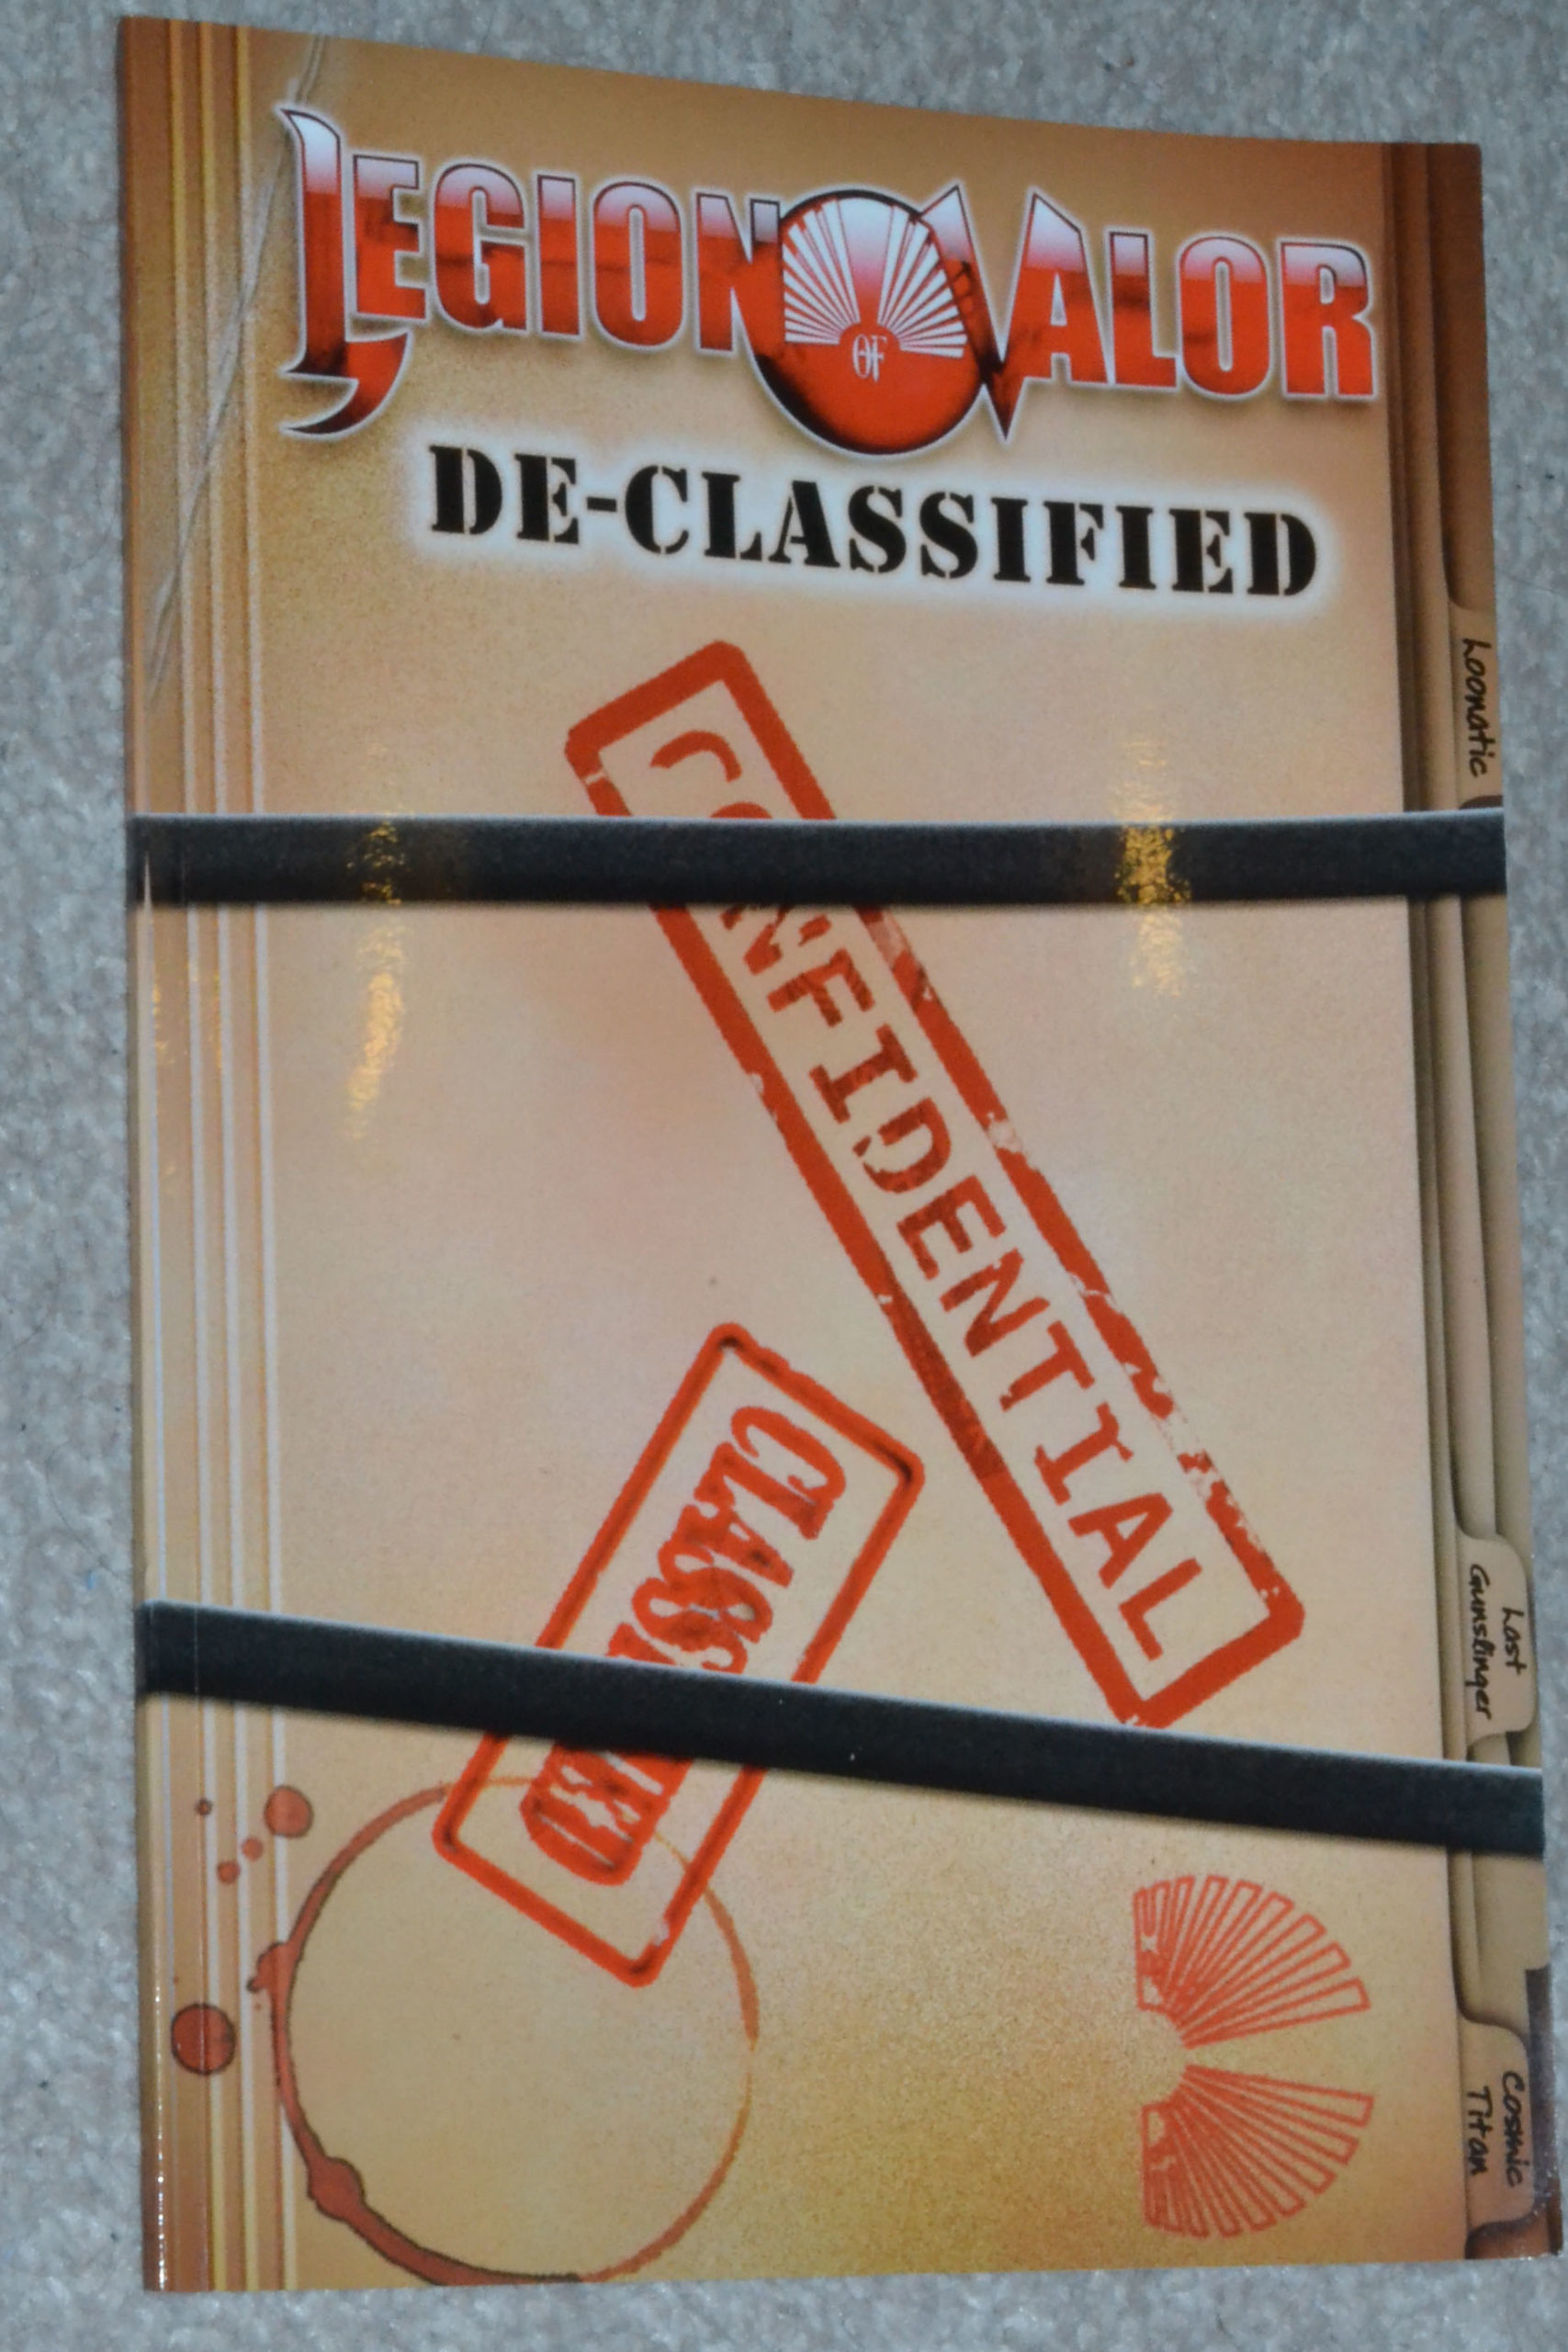 LEGION OF VALOR
DE-CLASSIFIED
Loonatic
CONFIDENTIAL
CLASSIFIED
Last
Gunslinger
Cosmic
Titan